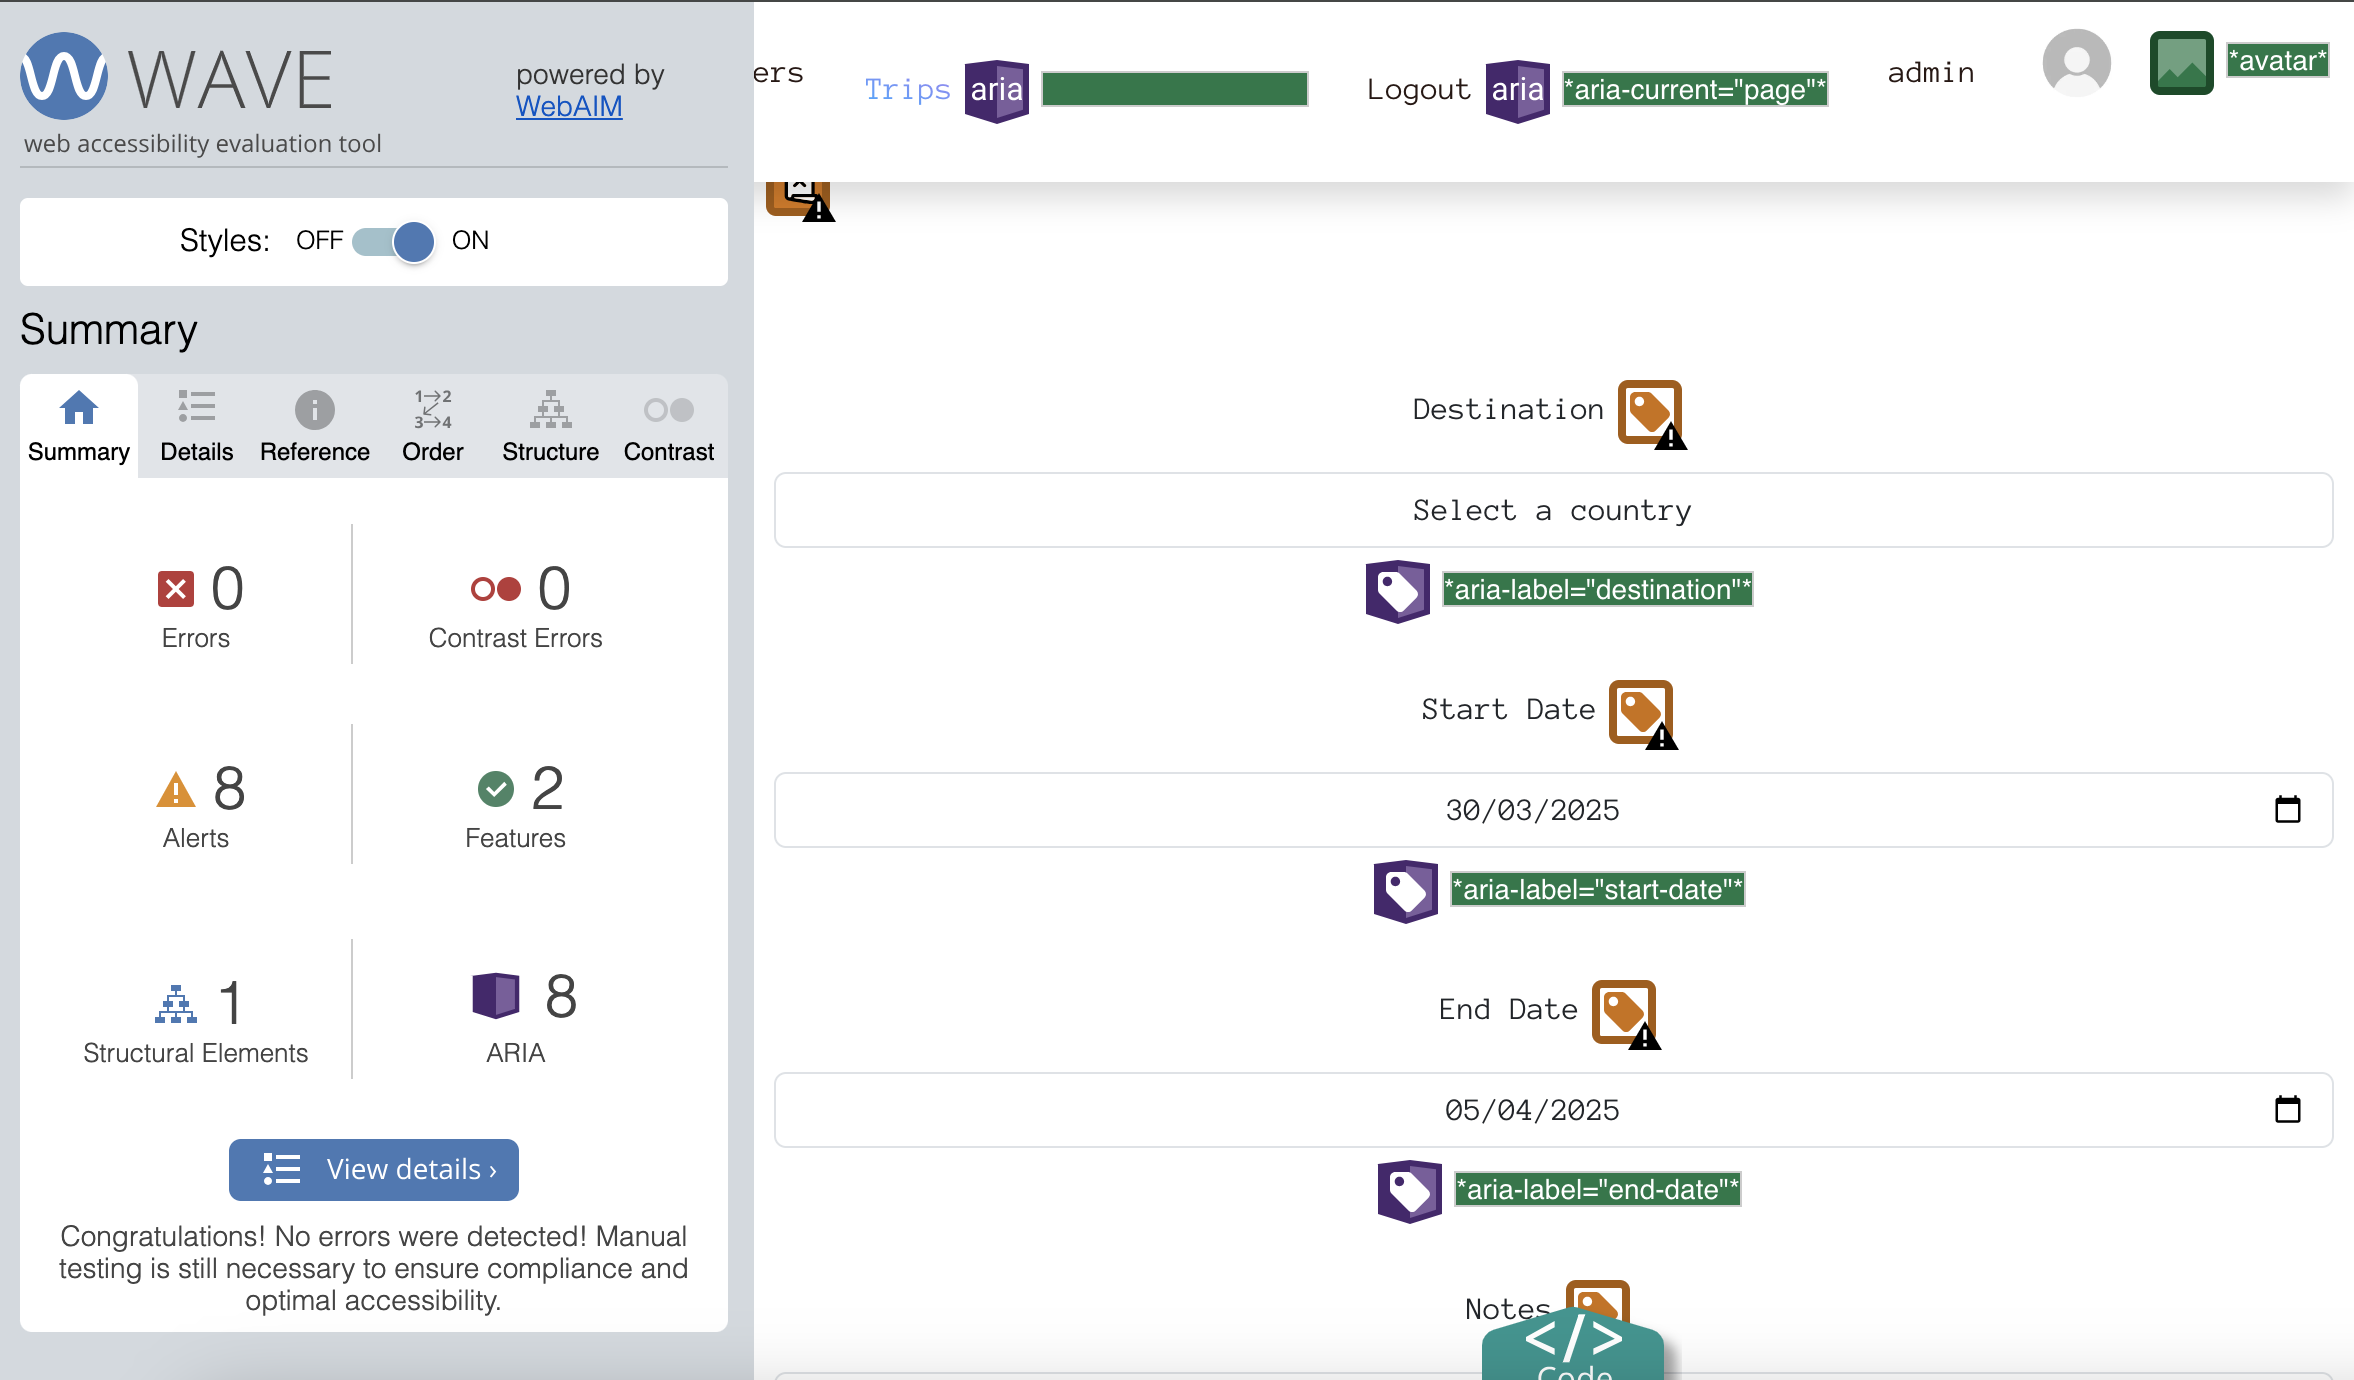 WAVE
powered by
WebAIM
web accessibility evaluation tool
Styles: OFF ON
Summary
Summary Details Reference Order Structure Contrast
0 Errors
0 Contrast Errors
8 Alerts
2 Features
1 Structural Elements
8 ARIA
View details ›
Congratulations! No errors were detected! Manual
testing is still necessary to ensure compliance and
optimal accessibility.
ers Trips aria Logout aria *aria-current="page"* admin *avatar*
Destination
Select a country
*aria-label="destination"*
Start Date
30/03/2025
*aria-label="start-date"*
End Date
05/04/2025
*aria-label="end-date"*
Notes
</>
Code